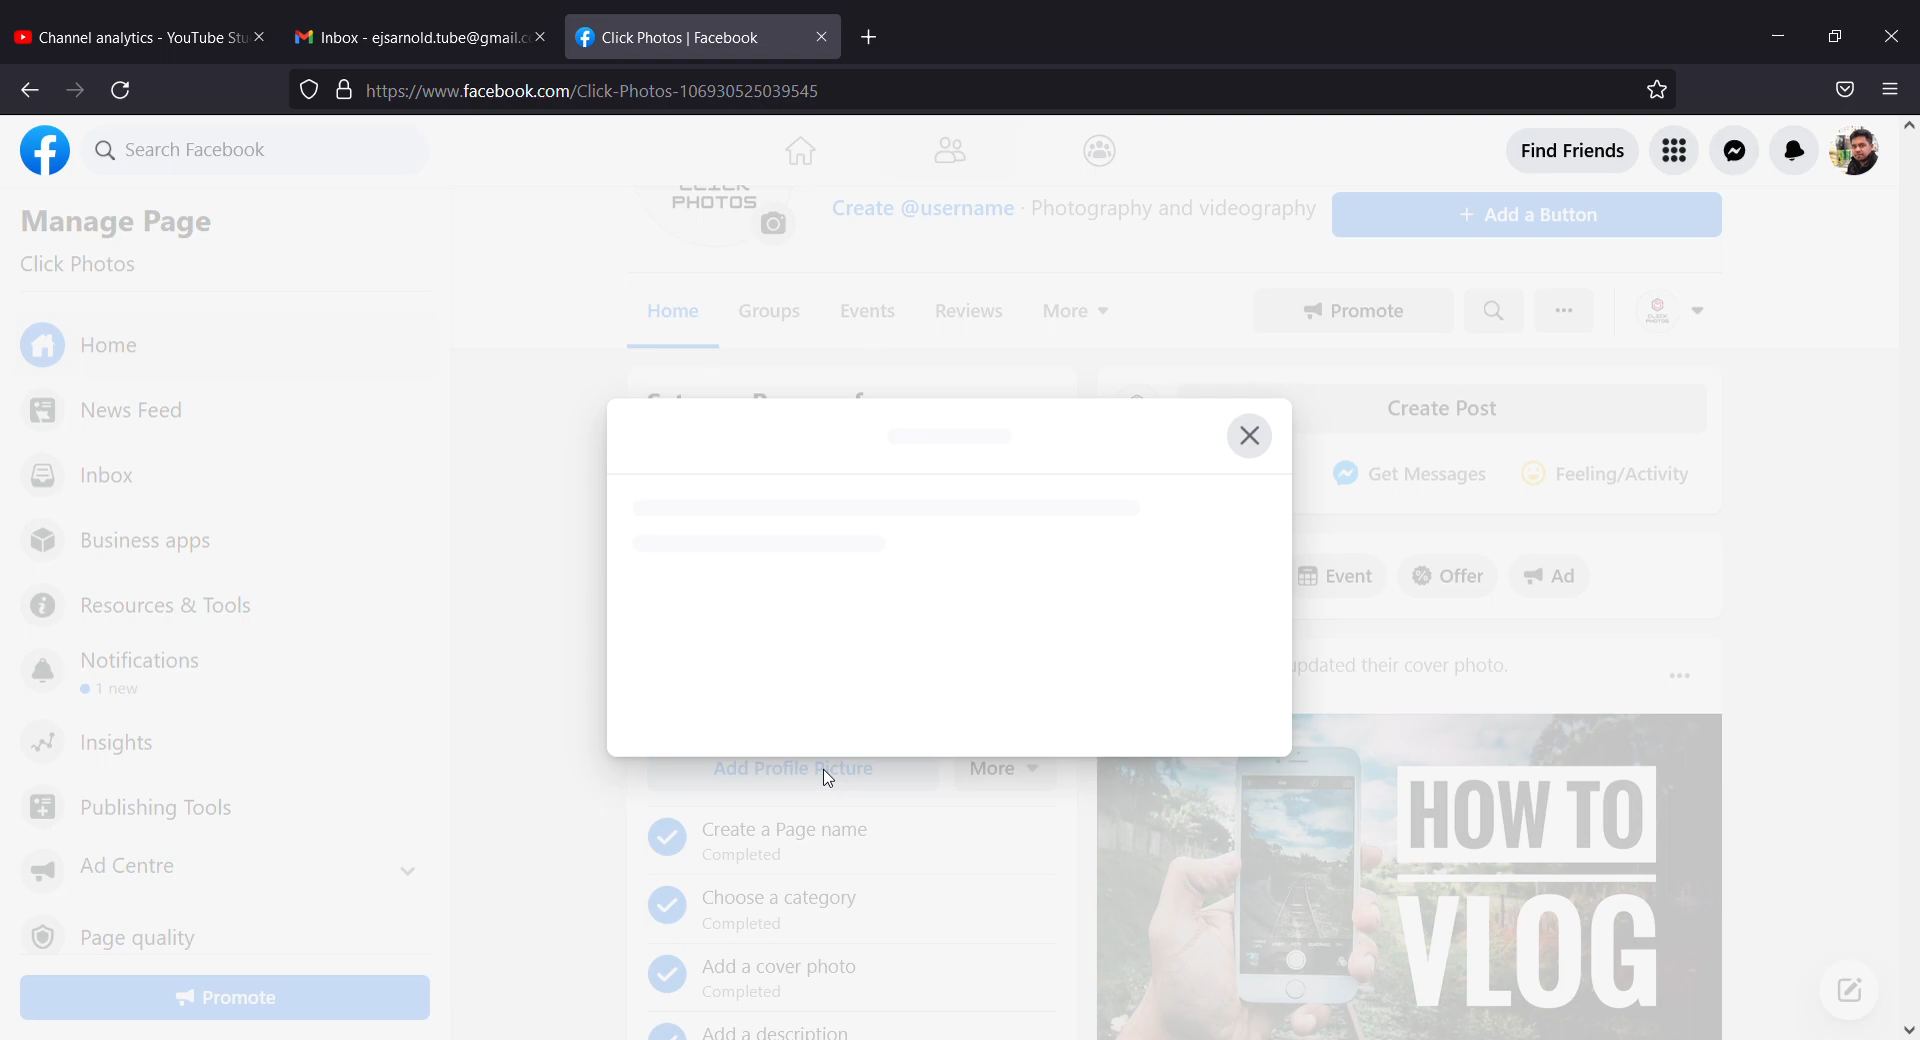 Channel analytics - YouTube Stu
Inbox - ejsarnold.tube@gmail.c
Click Photos | Facebook
https://www.facebook.com/Click-Photos-106930525039545
Search Facebook
Find Friends
Manage Page
Click Photos
Home
News Feed
Inbox
Business apps
Resources & Tools
Notifications
1 new
Insights
Publishing Tools
Ad Centre
Page quality
Promote
PHOTOS
Create @username · Photography and videography
+ Add a Button
Home
Groups
Events
Reviews
More
Promote
Create Post
Get Messages
Feeling/Activity
Event
Offer
Ad
updated their cover photo.
Add Profile Picture
More
Create a Page name
Completed
Choose a category
Completed
Add a cover photo
Completed
Add a description
HOW TO
VLOG